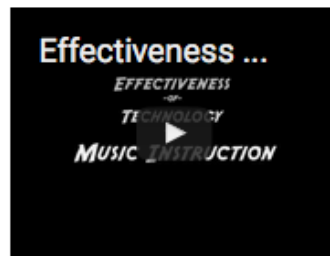 Effectiveness ...
EFFECTIVENESS
-OF-
TECHNOLOGY
MUSIC INSTRUCTION